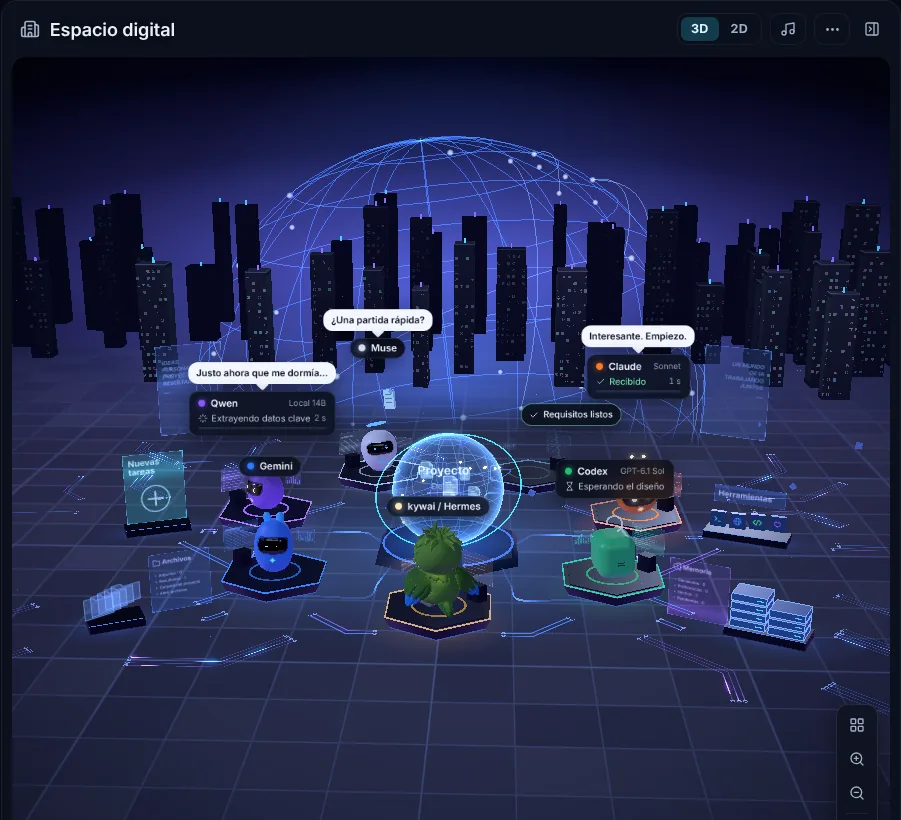 Espacio digital
3D
2D
¿Una partida rápida?
Muse
Interesante. Empiezo.
Claude Sonnet
Recibido 1 s
Justo ahora que me dormía...
Qwen Local 14B
Extrayendo datos clave 2 s
Requisitos listos
Nuevas
tareas
Gemini
Proyecto
Codex GPT-6.1 Sol
Esperando el diseño
kywai / Hermes
Herramientas
Archivos
Memoria